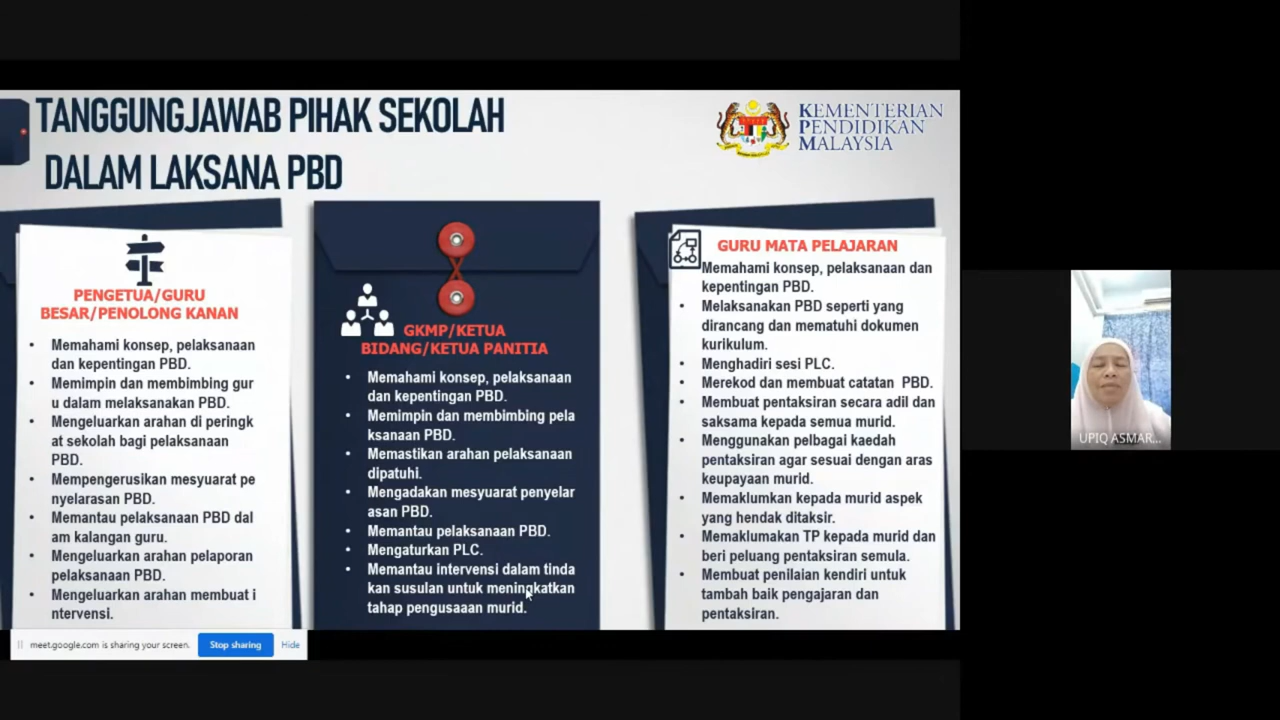 TANGGUNGJAWAB PIHAK SEKOLAH
DALAM LAKSANA PBD
KEMENTERIAN
PENDIDIKAN
MALAYSIA
PENGETUA/GURU
BESAR/PENOLONG KANAN
• Memahami konsep, pelaksanaan
dan kepentingan PBD.
• Memimpin dan membimbing gur
u dalam melaksanakan PBD.
• Mengeluarkan arahan di peringk
at sekolah bagi pelaksanaan
PBD.
• Mempengerusikan mesyuarat pe
nyelarasan PBD.
• Memantau pelaksanaan PBD dal
am kalangan guru.
• Mengeluarkan arahan pelaporan
pelaksanaan PBD.
• Mengeluarkan arahan membuat i
ntervensi.
GKMP/KETUA
BIDANG/KETUA PANITIA
• Memahami konsep, pelaksanaan
dan kepentingan PBD.
• Memimpin dan membimbing pela
ksanaan PBD.
• Memastikan arahan pelaksanaan
dipatuhi.
• Mengadakan mesyuarat penyelar
asan PBD.
• Memantau pelaksanaan PBD.
• Mengaturkan PLC.
• Memantau intervensi dalam tinda
kan susulan untuk meningkatkan
tahap pengusaaan murid.
GURU MATA PELAJARAN
Memahami konsep, pelaksanaan dan
kepentingan PBD.
• Melaksanakan PBD seperti yang
dirancang dan mematuhi dokumen
kurikulum.
• Menghadiri sesi PLC.
• Merekod dan membuat catatan PBD.
• Membuat pentaksiran secara adil dan
saksama kepada semua murid.
• Menggunakan pelbagai kaedah
pentaksiran agar sesuai dengan aras
keupayaan murid.
• Memaklumkan kepada murid aspek
yang hendak ditaksir.
• Memaklumakan TP kepada murid dan
beri peluang pentaksiran semula.
• Membuat penilaian kendiri untuk
tambah baik pengajaran dan
pentaksiran.
meet.google.com is sharing your screen.
Stop sharing
Hide
UPIQ ASMAR...